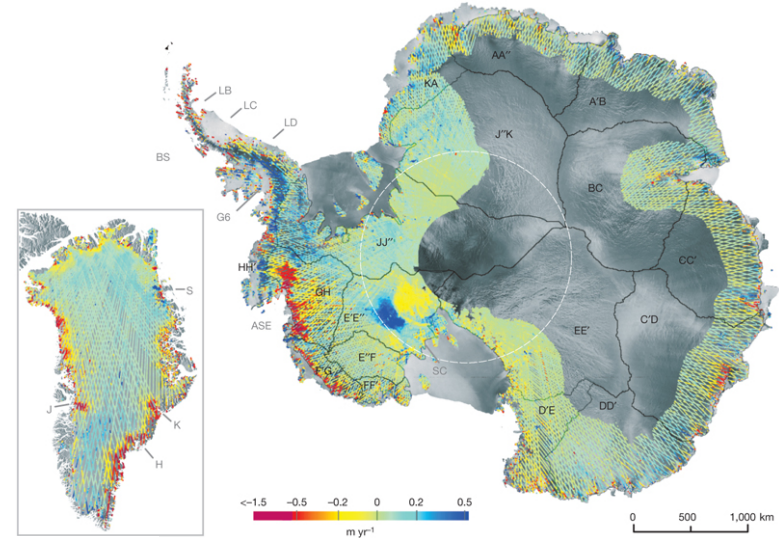 AA"
KA
A'B
LB
LC
LD
J"K
BS
BC
G6
JJ"
HH'
CC'
GH
S
E'E"
C'D
ASE
EE'
E"F
SC
FF'
J
K
D'E
DD'
H
<−1.5 −0.5 −0.2 0 0.2 0.5
m yr⁻¹
0 500 1,000 km